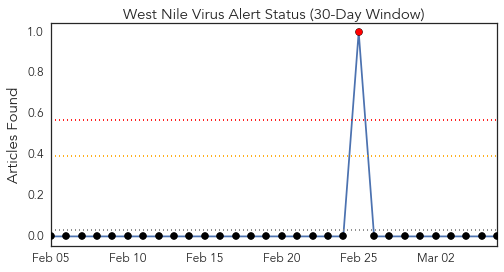 West Nile Virus Alert Status (30-Day Window)
Articles Found
1.0
0.8
0.6
0.4
0.2
0.0
Feb 05 Feb 10 Feb 15 Feb 20 Feb 25 Mar 02